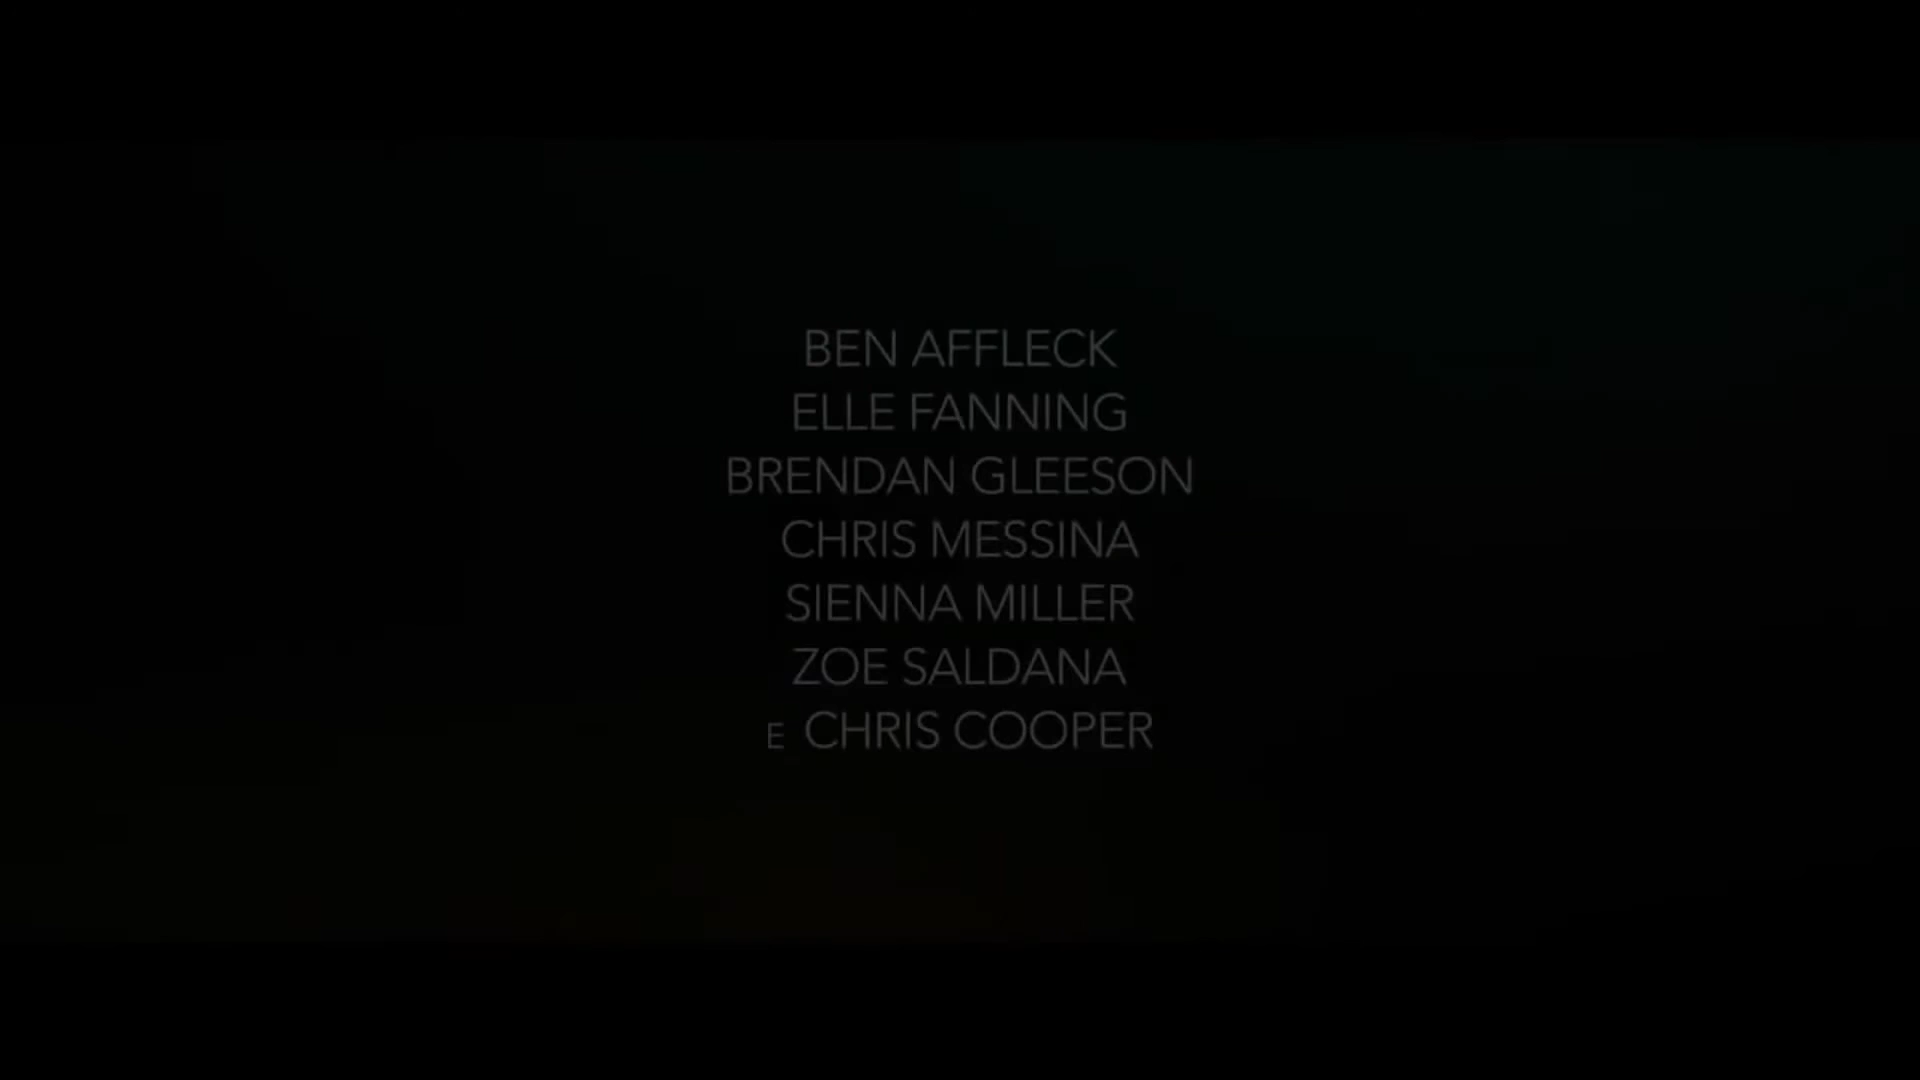 BEN AFFLECK
ELLE FANNING
BRENDAN GLEESON
CHRIS MESSINA
SIENNA MILLER
ZOE SALDANA
E CHRIS COOPER